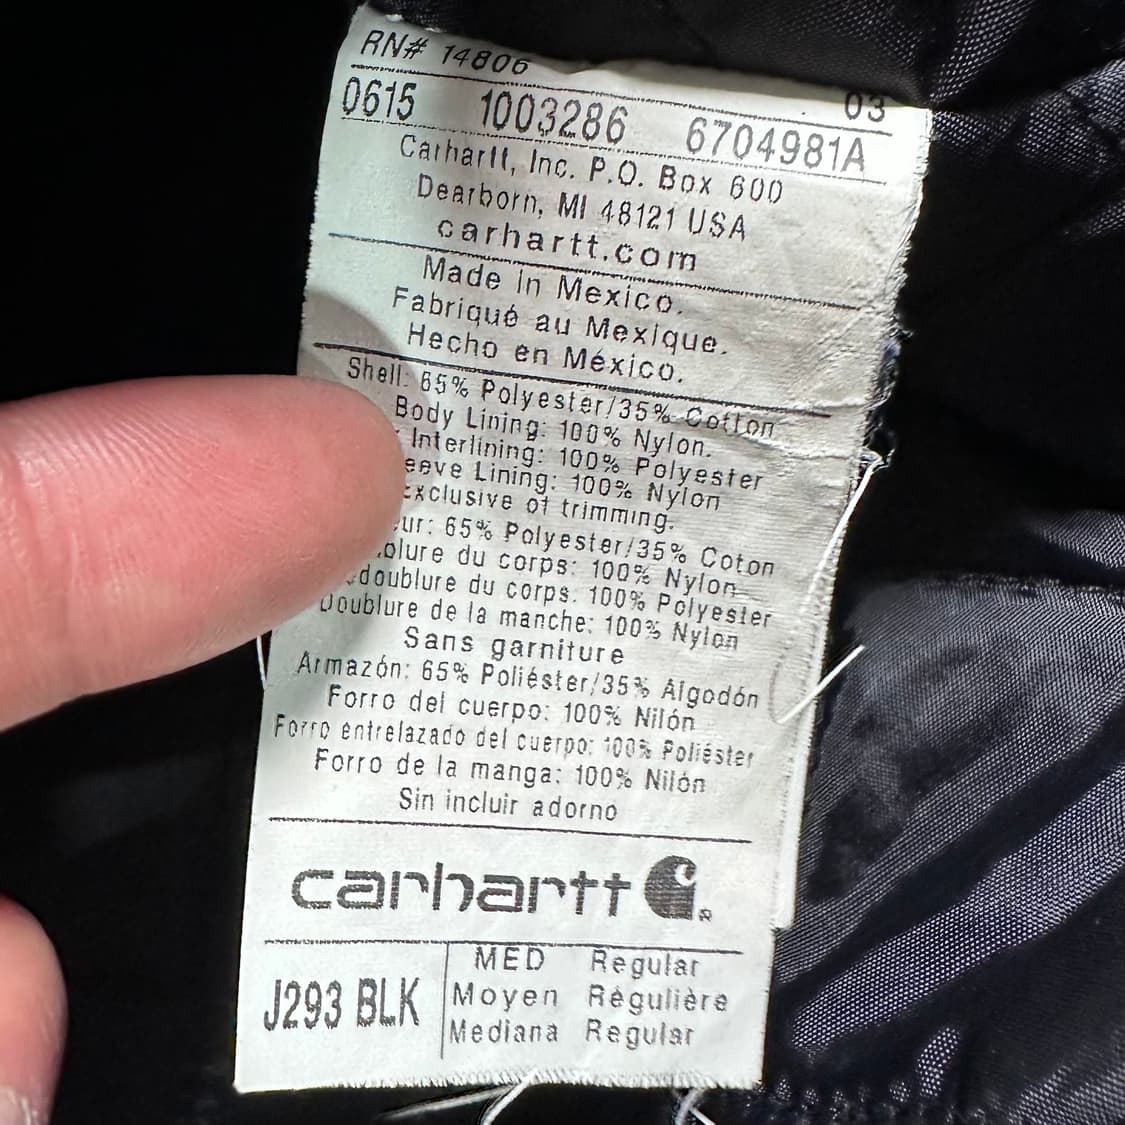 RN# 14806
03
0615 1003286 6704981A
Carhartt, Inc. P.O. Box 600
Dearborn, MI 48121 USA
carhartt.com
Made in Mexico.
Fabriqué au Mexique.
Hecho en México.
Shell: 65% Polyester/35% Cotton
Body Lining: 100% Nylon.
Interlining: 100% Polyester
eeve Lining: 100% Nylon
Exclusive of trimming.
ur: 65% Polyester/35% Coton
olure du corps: 100% Nylon
doublure du corps: 100% Polyester
Doublure de la manche: 100% Nylon
Sans garniture
Armazón: 65% Poliéster/35% Algodón
Forro del cuerpo: 100% Nilón
Forro entrelazado del cuerpo: 100% Poliéster
Forro de la manga: 100% Nilón
Sin incluir adorno
carhartt ®
J293 BLK
MED Regular
Moyen Régulière
Mediana Regular